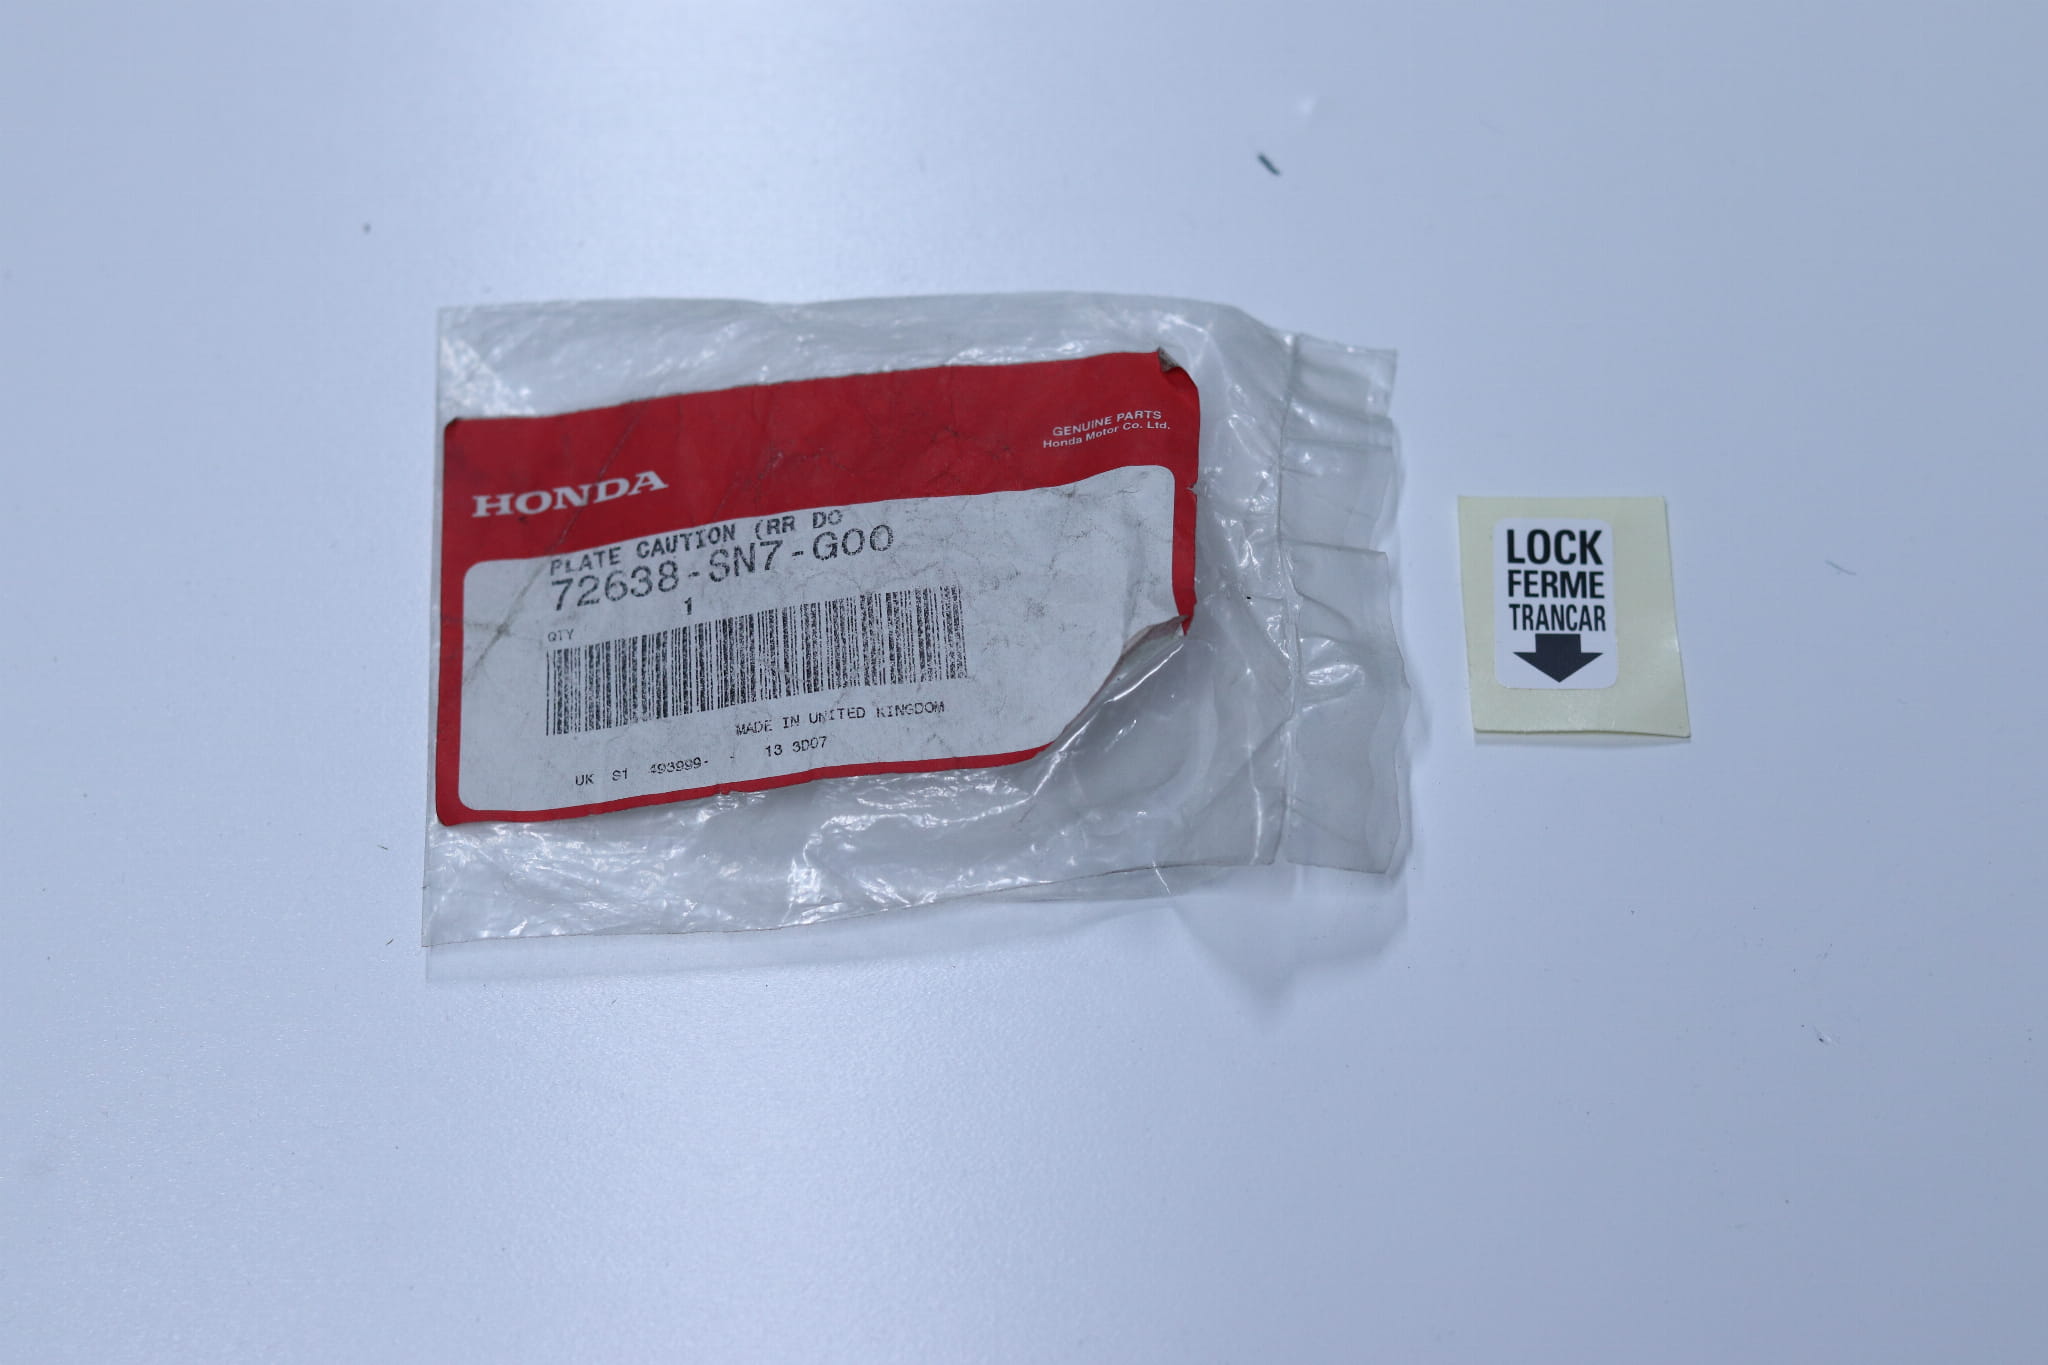 GENUINE PARTS
Honda Motor Co. Ltd.
HONDA
PLATE CAUTION (RR DO
72638-SN7-G00
1
QTY
MADE IN UNITED KINGDOM
UK S1 493999- - 13 3D07
LOCK
FERME
TRANCAR